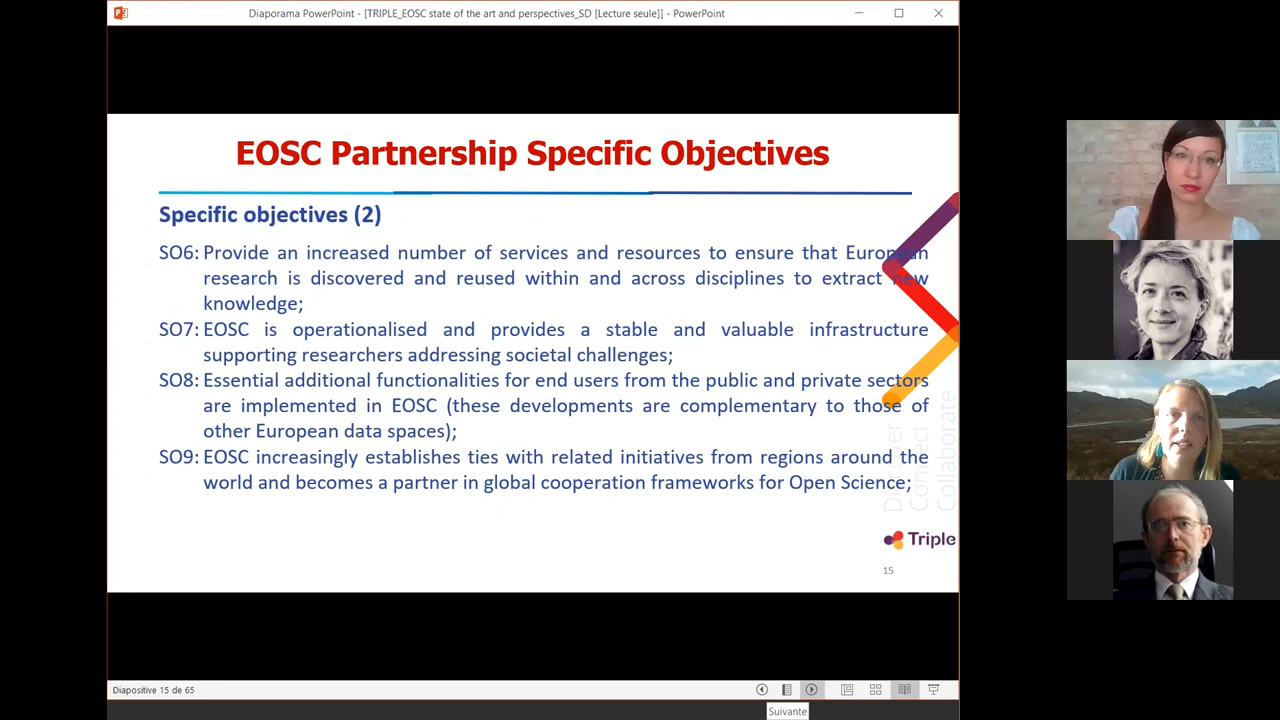 Diaporama PowerPoint - [TRIPLE_EOSC state of the art and perspectives_SD [Lecture seule]] - PowerPoint
EOSC Partnership Specific Objectives
Specific objectives (2)
SO6: Provide an increased number of services and resources to ensure that European
research is discovered and reused within and across disciplines to extract new
knowledge;
SO7: EOSC is operationalised and provides a stable and valuable infrastructure
supporting researchers addressing societal challenges;
SO8: Essential additional functionalities for end users from the public and private sectors
are implemented in EOSC (these developments are complementary to those of
other European data spaces);
SO9: EOSC increasingly establishes ties with related initiatives from regions around the
world and becomes a partner in global cooperation frameworks for Open Science;
Discover
Connect
Collaborate
Triple
15
Diapositive 15 de 65
Suivante